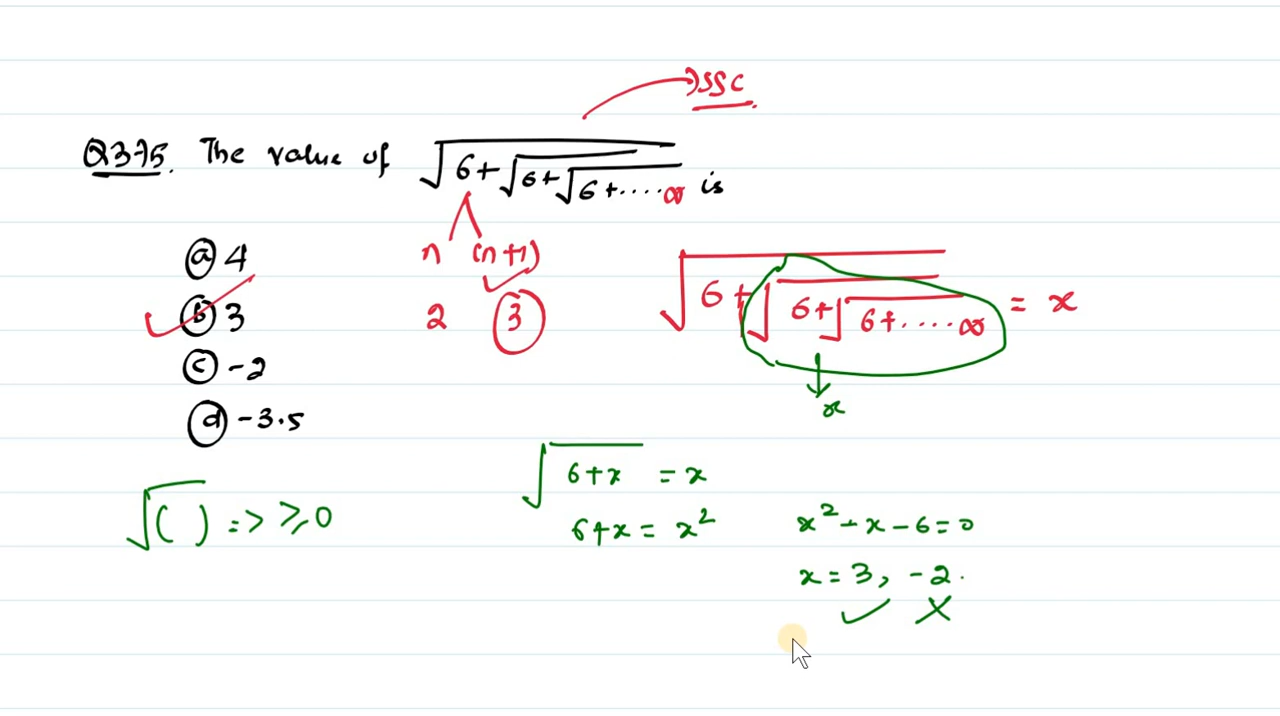 SSC
Q375. The value of √6+√6+√6+....∞ is
n (n+1)
2 3
(a) 4
(b) 3
(c) -2
(d) -3.5
√6+√6+√6+....∞ = x
x
√6+x = x
6+x = x²
x²-x-6=0
x=3, -2.
√( ) => ≥0